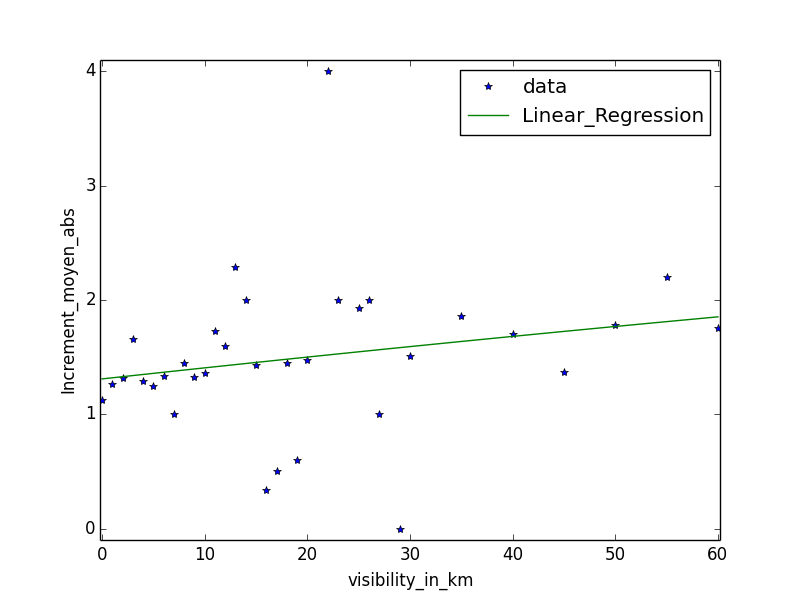 data
Linear_Regression
4
3
2
1
0
Increment_moyen_abs
0 10 20 30 40 50 60
visibility_in_km